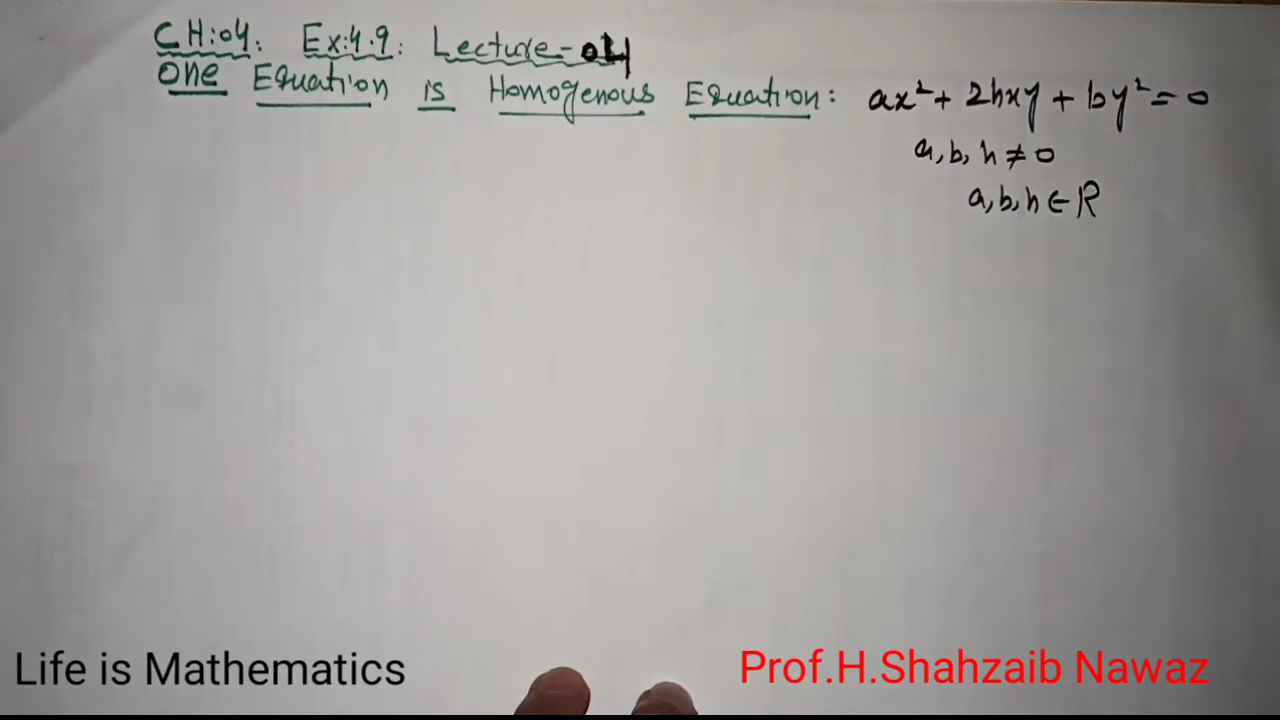 CH:04: Ex:4.9: Lecture-04
One Equation is Homogenous Equation: ax² + 2hxy + by² = 0
a, b, h ≠ 0
a, b, h ∈ R
Life is Mathematics
Prof.H.Shahzaib Nawaz